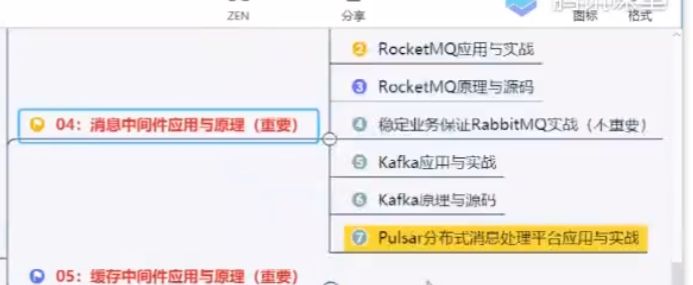 ZEN
分享
图标
格式
② RocketMQ应用与实战
③ RocketMQ原理与源码
04：消息中间件应用与原理（重要）
④ 稳定业务保证RabbitMQ实战（不重要）
⑤ Kafka应用与实战
⑥ Kafka原理与源码
⑦ Pulsar分布式消息处理平台应用与实战
05：缓存中间件应用与原理（重要）